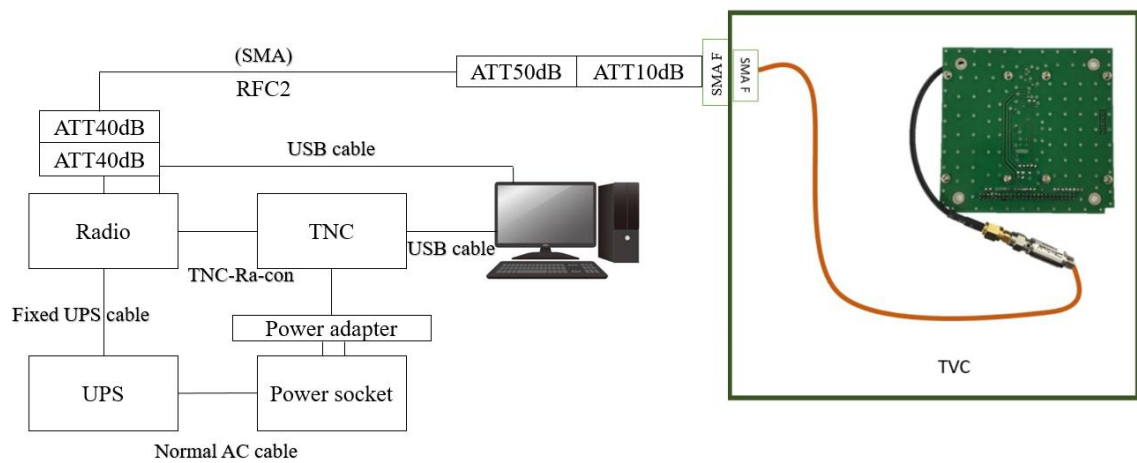 (SMA)
RFC2
ATT50dB
ATT10dB
SMA F
SMA F
ATT40dB
ATT40dB
USB cable
Radio
TNC
USB cable
TNC-Ra-con
Fixed UPS cable
Power adapter
UPS
Power socket
Normal AC cable
TVC